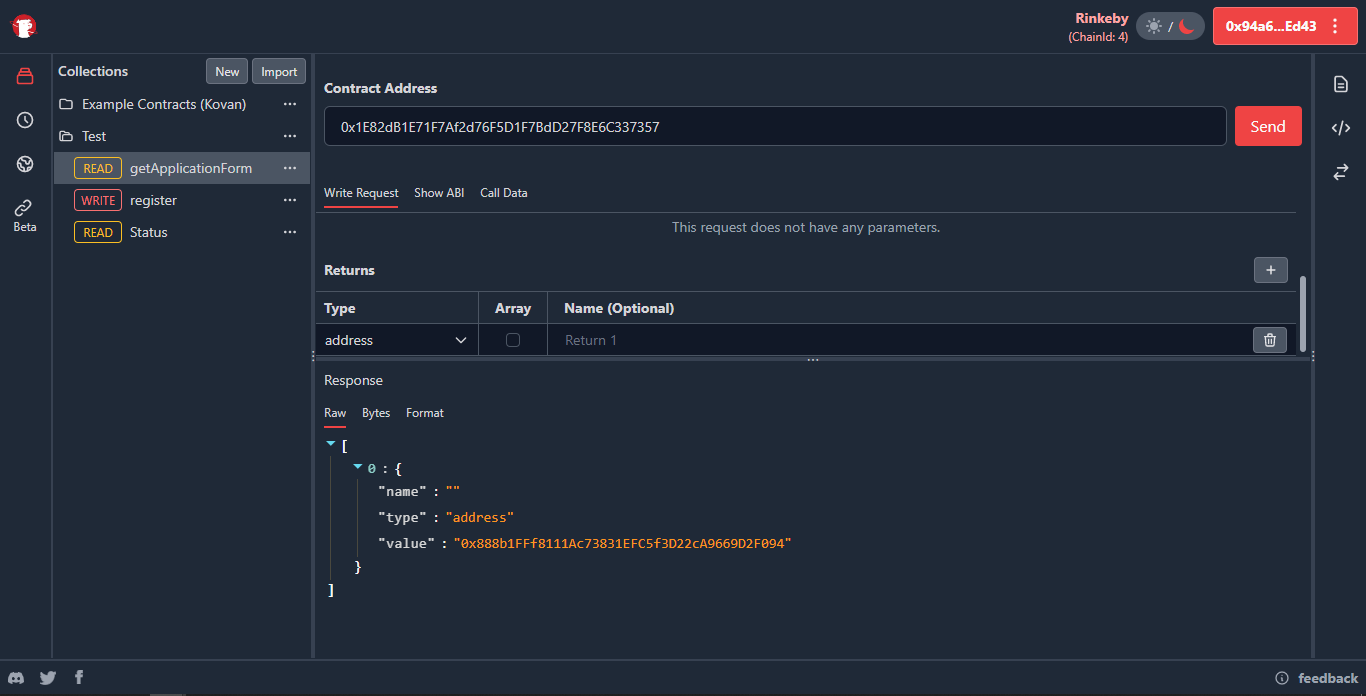 Rinkeby
(ChainId: 4)
/
0x94a6...Ed43
Collections
New
Import
Example Contracts (Kovan)
Test
READ getApplicationForm
WRITE register
READ Status
Beta
Contract Address
0x1E82dB1E71F7Af2d76F5D1F7BdD27F8E6C337357
Send
Write Request Show ABI Call Data
This request does not have any parameters.
Returns
+
Type Array Name (Optional)
address Return 1
Response
Raw Bytes Format
[
0 : {
"name" : ""
"type" : "address"
"value" : "0x888b1FFf8111Ac73831EFC5f3D22cA9669D2F094"
}
]
feedback